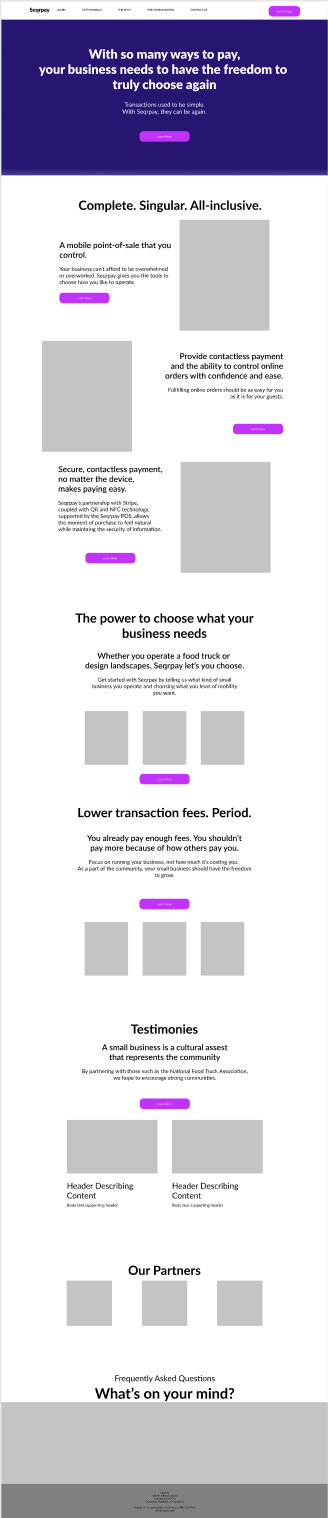 Seqrpay
LEARN
TESTIMONIALS
THE TEAM
FOR SHAREHOLDERS
CONTACT US
Get The App
With so many ways to pay,
your business needs to have the freedom to
truly choose again
Transactions used to be simple.
With Seqrpay, they can be again.
Learn More
Complete. Singular. All-inclusive.
A mobile point-of-sale that you
control.
Your business can't afford to be overwhelmed
or overworked. Seqrpay gives you the tools to
choose how you like to operate.
Learn More
Provide contactless payment
and the ability to control online
orders with confidence and ease.
Fullfilling online orders should be as easy for you
as it is for your guests.
Learn More
Secure, contactless payment,
no matter the device,
makes paying easy.
Seqrpay's partnership with Stripe,
coupled with QR and NFC technology,
supported by the Seqrpay POS, allows
the moment of purchase to feel natural
while maintaing the security of information.
Learn More
The power to choose what your
business needs
Whether you operate a food truck or
design landscapes, Seqrpay let's you choose.
Get started with Seqrpay by telling us what kind of small
business you operate and choosing what you level of mobility
you want.
Learn More
Lower transaction fees. Period.
You already pay enough fees. You shouldn't
pay more because of how others pay you.
Focus on running your business, not how much it's costing you.
As a part of the community, your small business should have the freedom
to grow.
Learn More
Testimonies
A small business is a cultural assest
that represents the community
By partnering with those such as the National Food Truck Association,
we hope to encourage strong communities.
Learn More
Header Describing
Content
Body text supporting header
Header Describing
Content
Body text supporting header
Our Partners
Frequently Asked Questions
What's on your mind?